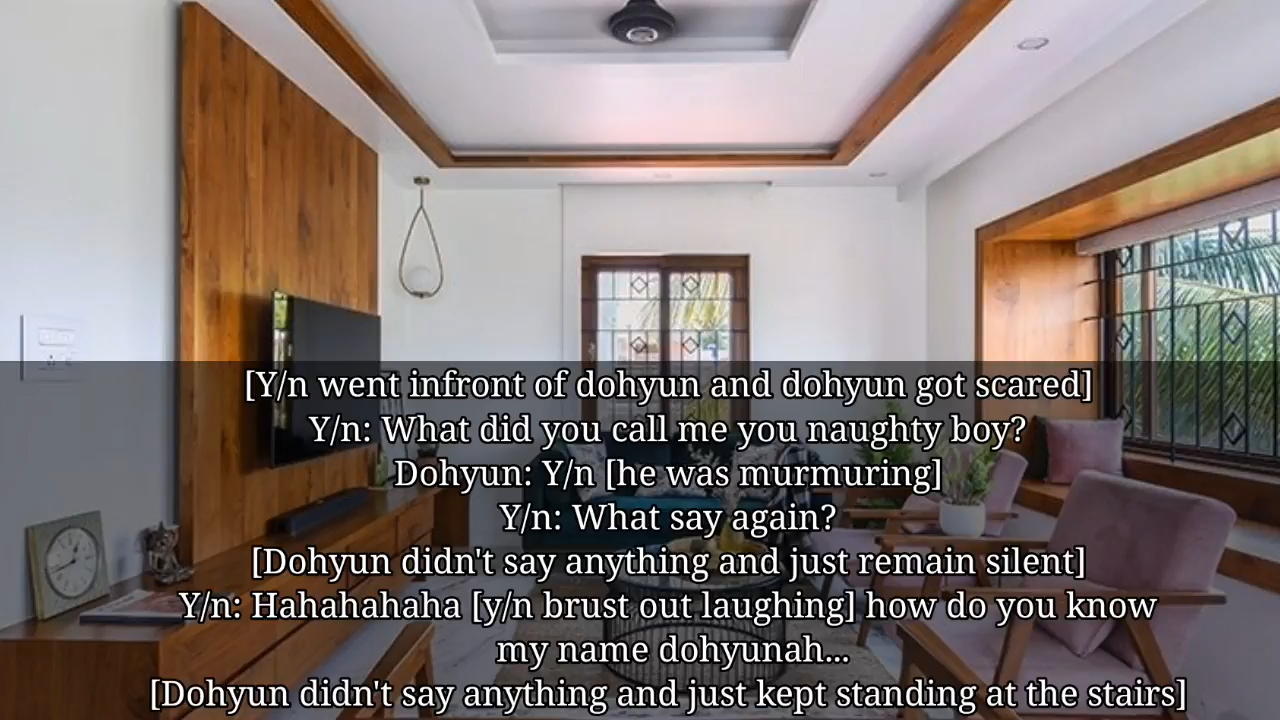 [Y/n went infront of dohyun and dohyun got scared]
Y/n: What did you call me you naughty boy?
Dohyun: Y/n [he was murmuring]
Y/n: What say again?
[Dohyun didn't say anything and just remain silent]
Y/n: Hahahahaha [y/n brust out laughing] how do you know
my name dohyunah...
[Dohyun didn't say anything and just kept standing at the stairs]